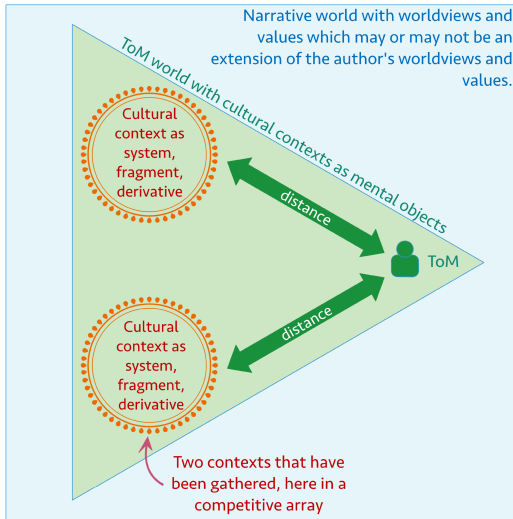 Narrative world with worldviews and
values which may or may not be an
extension of the author's worldviews and
values.
ToM world with cultural contexts as mental objects
Cultural
context as
system,
fragment,
derivative
distance
ToM
distance
Cultural
context as
system,
fragment,
derivative
Two contexts that have
been gathered, here in a
competitive array